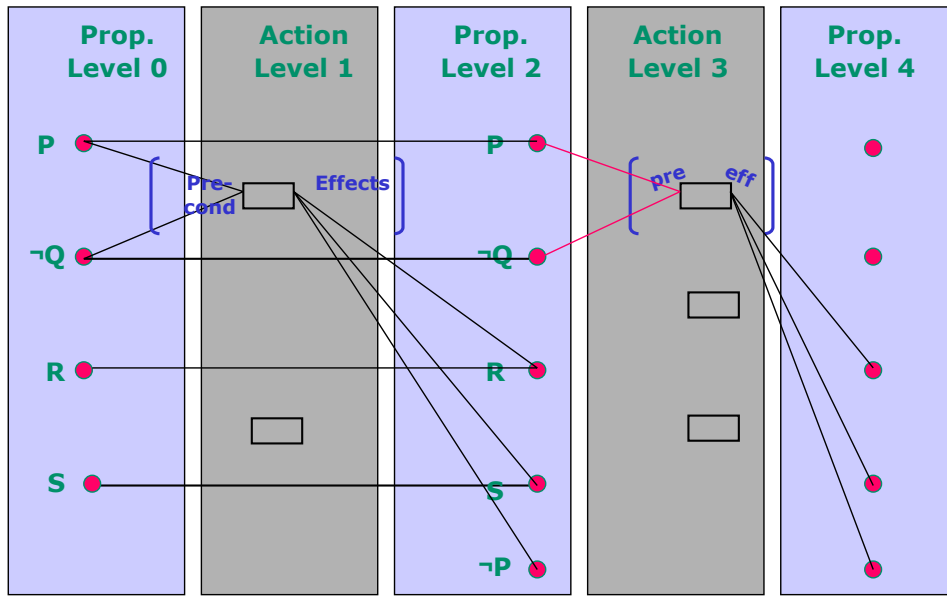 Prop.
Level 0
Action
Level 1
Prop.
Level 2
Action
Level 3
Prop.
Level 4
P
P
Pre-
cond
Effects
pre
eff
¬Q
¬Q
R
R
S
S
¬P